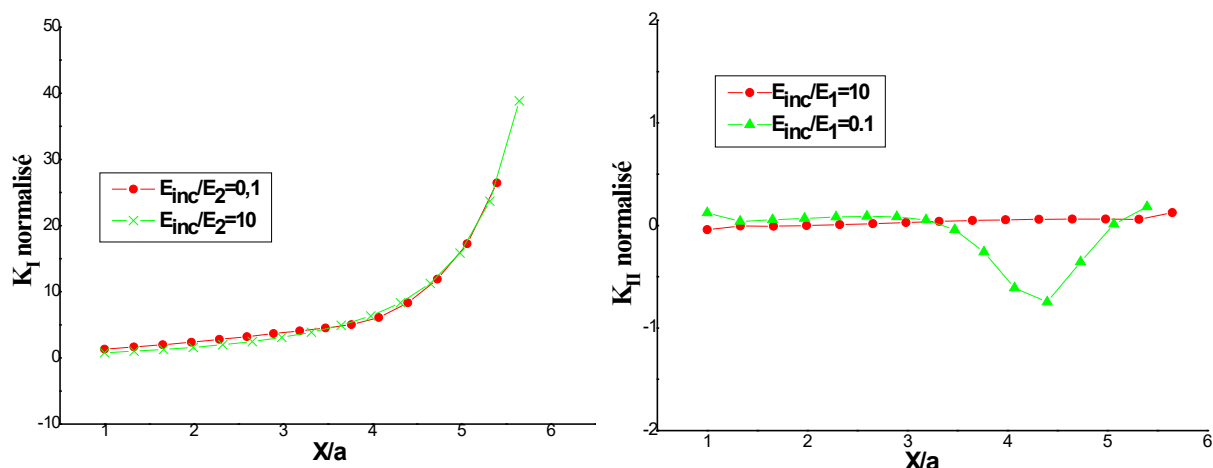 50
40
30
20
10
0
-10
K_I normalisé
E_inc/E_2=0,1
E_inc/E_2=10
1 2 3 4 5 6
X/a
2
1
0
-1
-2
K_II normalisé
E_inc/E_1=10
E_inc/E_1=0.1
1 2 3 4 5 6
X/a